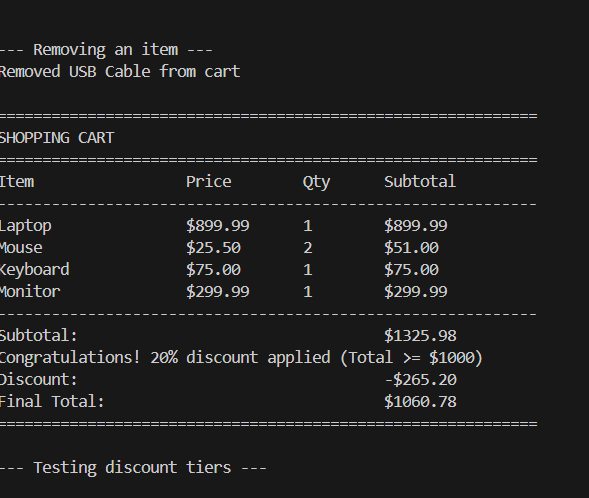 --- Removing an item ---
Removed USB Cable from cart
============================================================
SHOPPING CART
============================================================
Item Price Qty Subtotal
------------------------------------------------------------
Laptop $899.99 1 $899.99
Mouse $25.50 2 $51.00
Keyboard $75.00 1 $75.00
Monitor $299.99 1 $299.99
------------------------------------------------------------
Subtotal: $1325.98
Congratulations! 20% discount applied (Total >= $1000)
Discount: -$265.20
Final Total: $1060.78
============================================================
--- Testing discount tiers ---